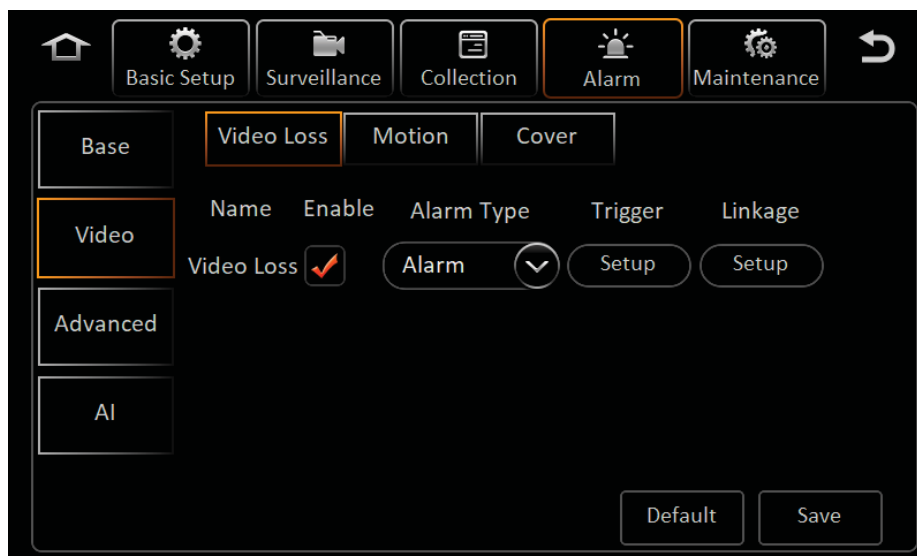 Basic Setup Surveillance Collection Alarm Maintenance
Base
Video
Advanced
AI
Video Loss Motion Cover
Name Enable Alarm Type Trigger Linkage
Video Loss Alarm Setup Setup
Default Save